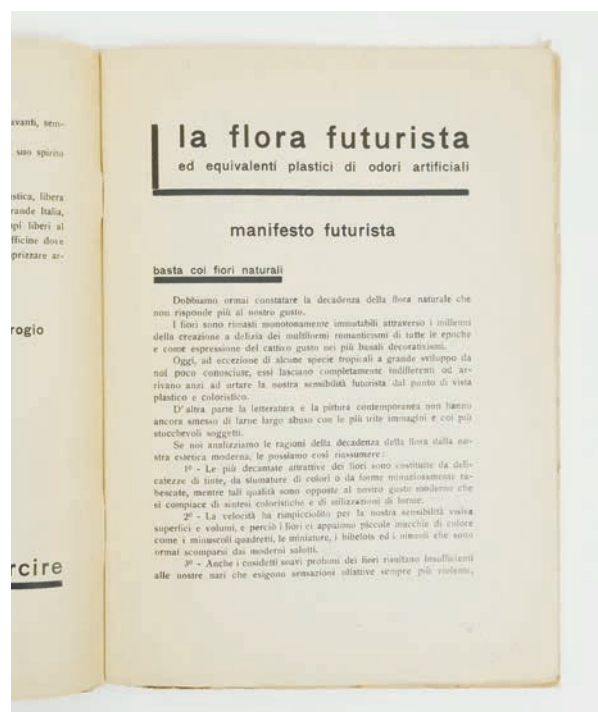 avanti, sem-
suo spirito
stica, libera
rande Italia,
pi liberi al
fficine dove
prizzare ar-
rogio
rcire
la flora futurista
ed equivalenti plastici di odori artificiali
manifesto futurista
basta coi fiori naturali
Dobbiamo ormai constatare la decadenza della flora naturale che
non risponde più al nostro gusto.
I fiori sono rimasti monotonamente immutabili attraverso i millenni
della creazione a delizia dei multiformi romanticismi di tutte le epoche
e come espressione del cattivo gusto nei più banali decorativismi.
Oggi, ad eccezione di alcune specie tropicali a grande sviluppo da
noi poco conosciute, essi lasciano completamente indifferenti od ar-
rivano anzi ad urtare la nostra sensibilità futurista dal punto di vista
plastico e coloristico.
D'altra parte la letteratura e la pittura contemporanea non hanno
ancora smesso di farne largo abuso con le più trite immagini e coi più
stucchevoli soggetti.
Se noi analizziamo le ragioni della decadenza della flora dalla no-
stra estetica moderna, le possiamo così riassumere:
1º - Le più decantate attrattive dei fiori sono costituite da deli-
catezze di tinte, da sfumature di colori o da forme minuziosamente ra-
bescate, mentre tali qualità sono opposte al nostro gusto moderno che
si compiace di sintesi coloristiche e di stilizzazioni di forme.
2º - La velocità ha rimpicciolito per la nostra sensibilità visiva
superfici e volumi, e perciò i fiori ci appaiono piccole macchie di colore
come i minuscoli quadretti, le miniature, i bibelots ed i ninnoli che sono
ormai scomparsi dai moderni salotti.
3º - Anche i cosidetti soavi profumi dei fiori risultano insufficienti
alle nostre nari che esigono sensazioni olfattive sempre più violente,